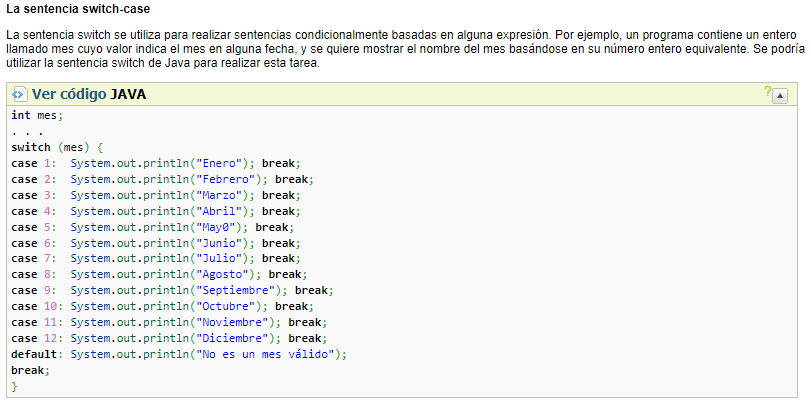 La sentencia switch-case
La sentencia switch se utiliza para realizar sentencias condicionalmente basadas en alguna expresión. Por ejemplo, un programa contiene un entero
llamado mes cuyo valor indica el mes en alguna fecha, y se quiere mostrar el nombre del mes basándose en su número entero equivalente. Se podría
utilizar la sentencia switch de Java para realizar esta tarea.
Ver código JAVA ?
int mes;
. . .
switch (mes) {
case 1:  System.out.println("Enero"); break;
case 2:  System.out.println("Febrero"); break;
case 3:  System.out.println("Marzo"); break;
case 4:  System.out.println("Abril"); break;
case 5:  System.out.println("May0"); break;
case 6:  System.out.println("Junio"); break;
case 7:  System.out.println("Julio"); break;
case 8:  System.out.println("Agosto"); break;
case 9:  System.out.println("Septiembre"); break;
case 10: System.out.println("Octubre"); break;
case 11: System.out.println("Noviembre"); break;
case 12: System.out.println("Diciembre"); break;
default: System.out.println("No es un mes válido");
break;
}